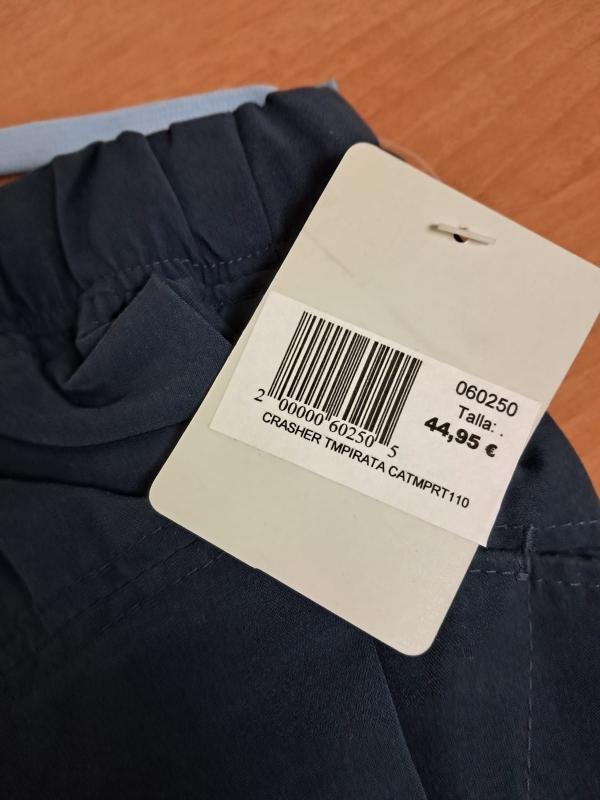 060250
Talla: .
44,95 €
2 00000 60250 5
CRASHER TMPIRATA CATMPRT110